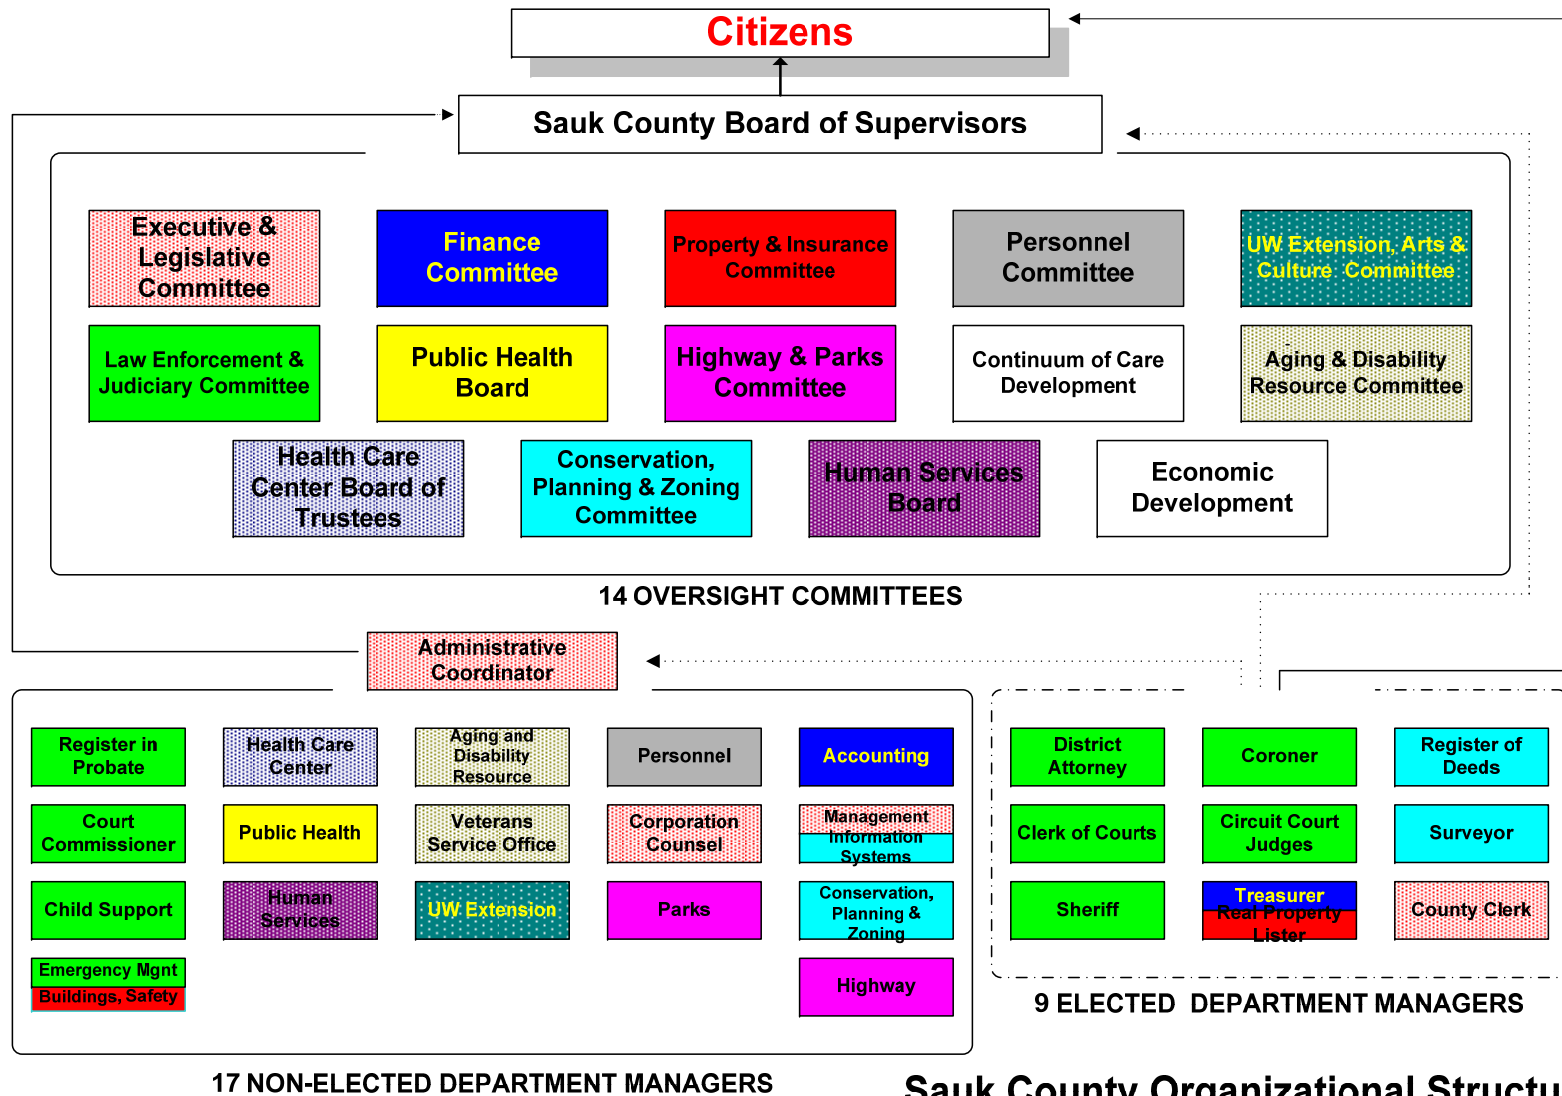 Citizens
Sauk County Board of Supervisors
Executive &
Legislative
Committee
Finance
Committee
Property & Insurance
Committee
Personnel
Committee
UW Extension, Arts &
Culture Committee
Law Enforcement &
Judiciary Committee
Public Health
Board
Highway & Parks
Committee
Continuum of Care
Development
Aging & Disability
Resource Committee
Health Care
Center Board of
Trustees
Conservation,
Planning & Zoning
Committee
Human Services
Board
Economic
Development
14 OVERSIGHT COMMITTEES
Administrative
Coordinator
Register in
Probate
Health Care
Center
Aging and
Disability
Resource
Personnel
Accounting
Court
Commissioner
Public Health
Veterans
Service Office
Corporation
Counsel
Management
Information
Systems
Child Support
Human
Services
UW Extension
Parks
Conservation,
Planning &
Zoning
Emergency Mgnt
Buildings, Safety
Highway
17 NON-ELECTED DEPARTMENT MANAGERS
District
Attorney
Coroner
Register of
Deeds
Clerk of Courts
Circuit Court
Judges
Surveyor
Sheriff
Treasurer
Real Property
Lister
County Clerk
9 ELECTED DEPARTMENT MANAGERS
Sauk County Organizational Structu